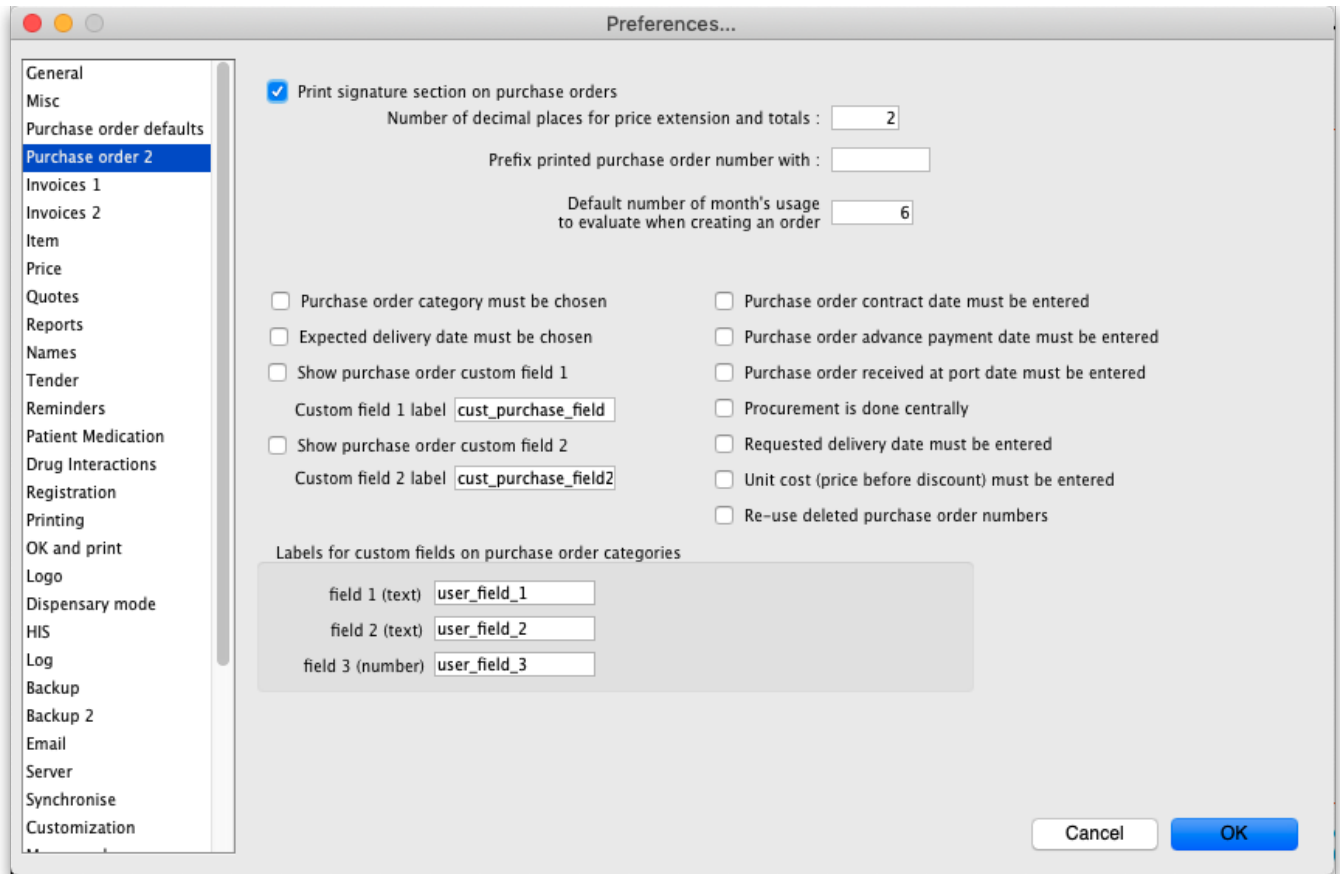 Preferences...
General
Misc
Purchase order defaults
Purchase order 2
Invoices 1
Invoices 2
Item
Price
Quotes
Reports
Names
Tender
Reminders
Patient Medication
Drug Interactions
Registration
Printing
OK and print
Logo
Dispensary mode
HIS
Log
Backup
Backup 2
Email
Server
Synchronise
Customization
Print signature section on purchase orders
Number of decimal places for price extension and totals : 2
Prefix printed purchase order number with :
Default number of month's usage
to evaluate when creating an order 6
Purchase order category must be chosen
Expected delivery date must be chosen
Show purchase order custom field 1
Custom field 1 label cust_purchase_field
Show purchase order custom field 2
Custom field 2 label cust_purchase_field2
Purchase order contract date must be entered
Purchase order advance payment date must be entered
Purchase order received at port date must be entered
Procurement is done centrally
Requested delivery date must be entered
Unit cost (price before discount) must be entered
Re-use deleted purchase order numbers
Labels for custom fields on purchase order categories
field 1 (text) user_field_1
field 2 (text) user_field_2
field 3 (number) user_field_3
Cancel
OK